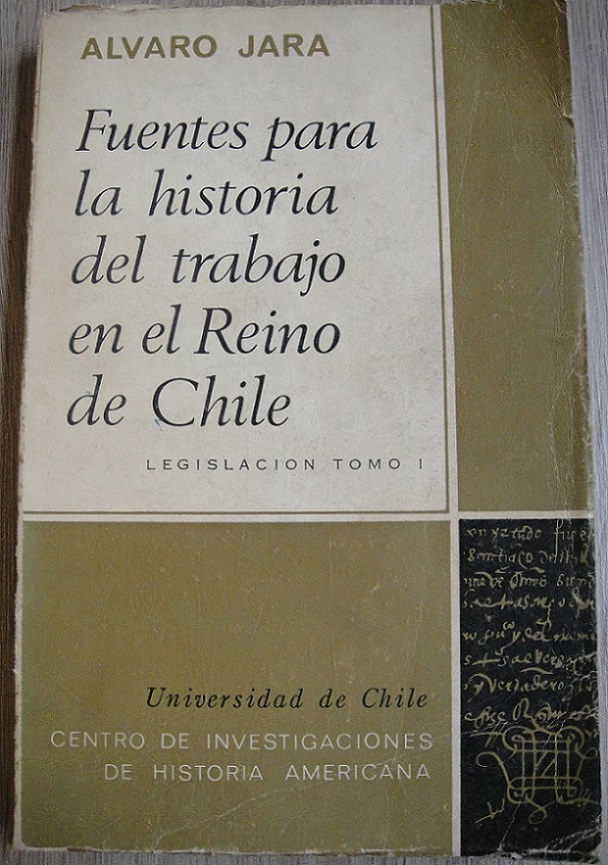 ALVARO JARA
Fuentes para
la historia
del trabajo
en el Reino
de Chile
LEGISLACION TOMO I
Universidad de Chile
CENTRO DE INVESTIGACIONES
DE HISTORIA AMERICANA